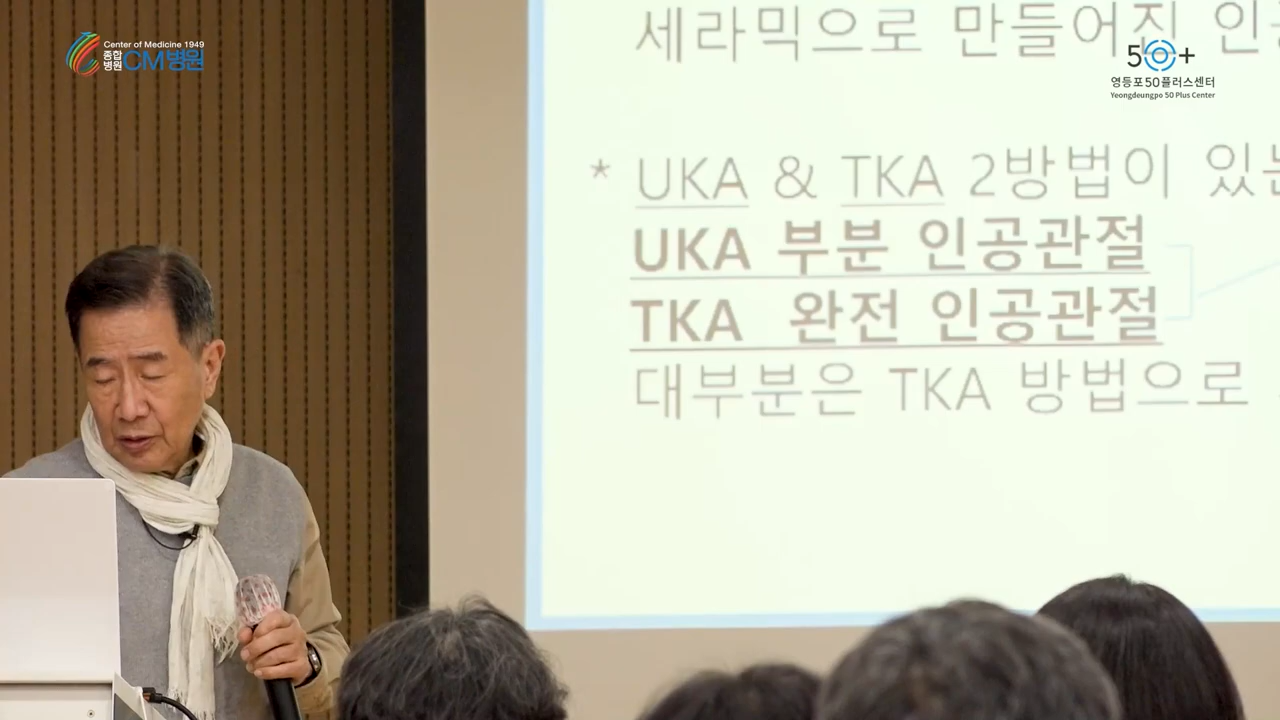 Center of Medicine 1949
종합병원 CM병원
50+
영등포50플러스센터
Yeongdeungpo 50 Plus Center
세라믹으로 만들어진
* UKA & TKA 2방법이
UKA 부분 인공관절
TKA 완전 인공관절
대부분은 TKA 방법으로